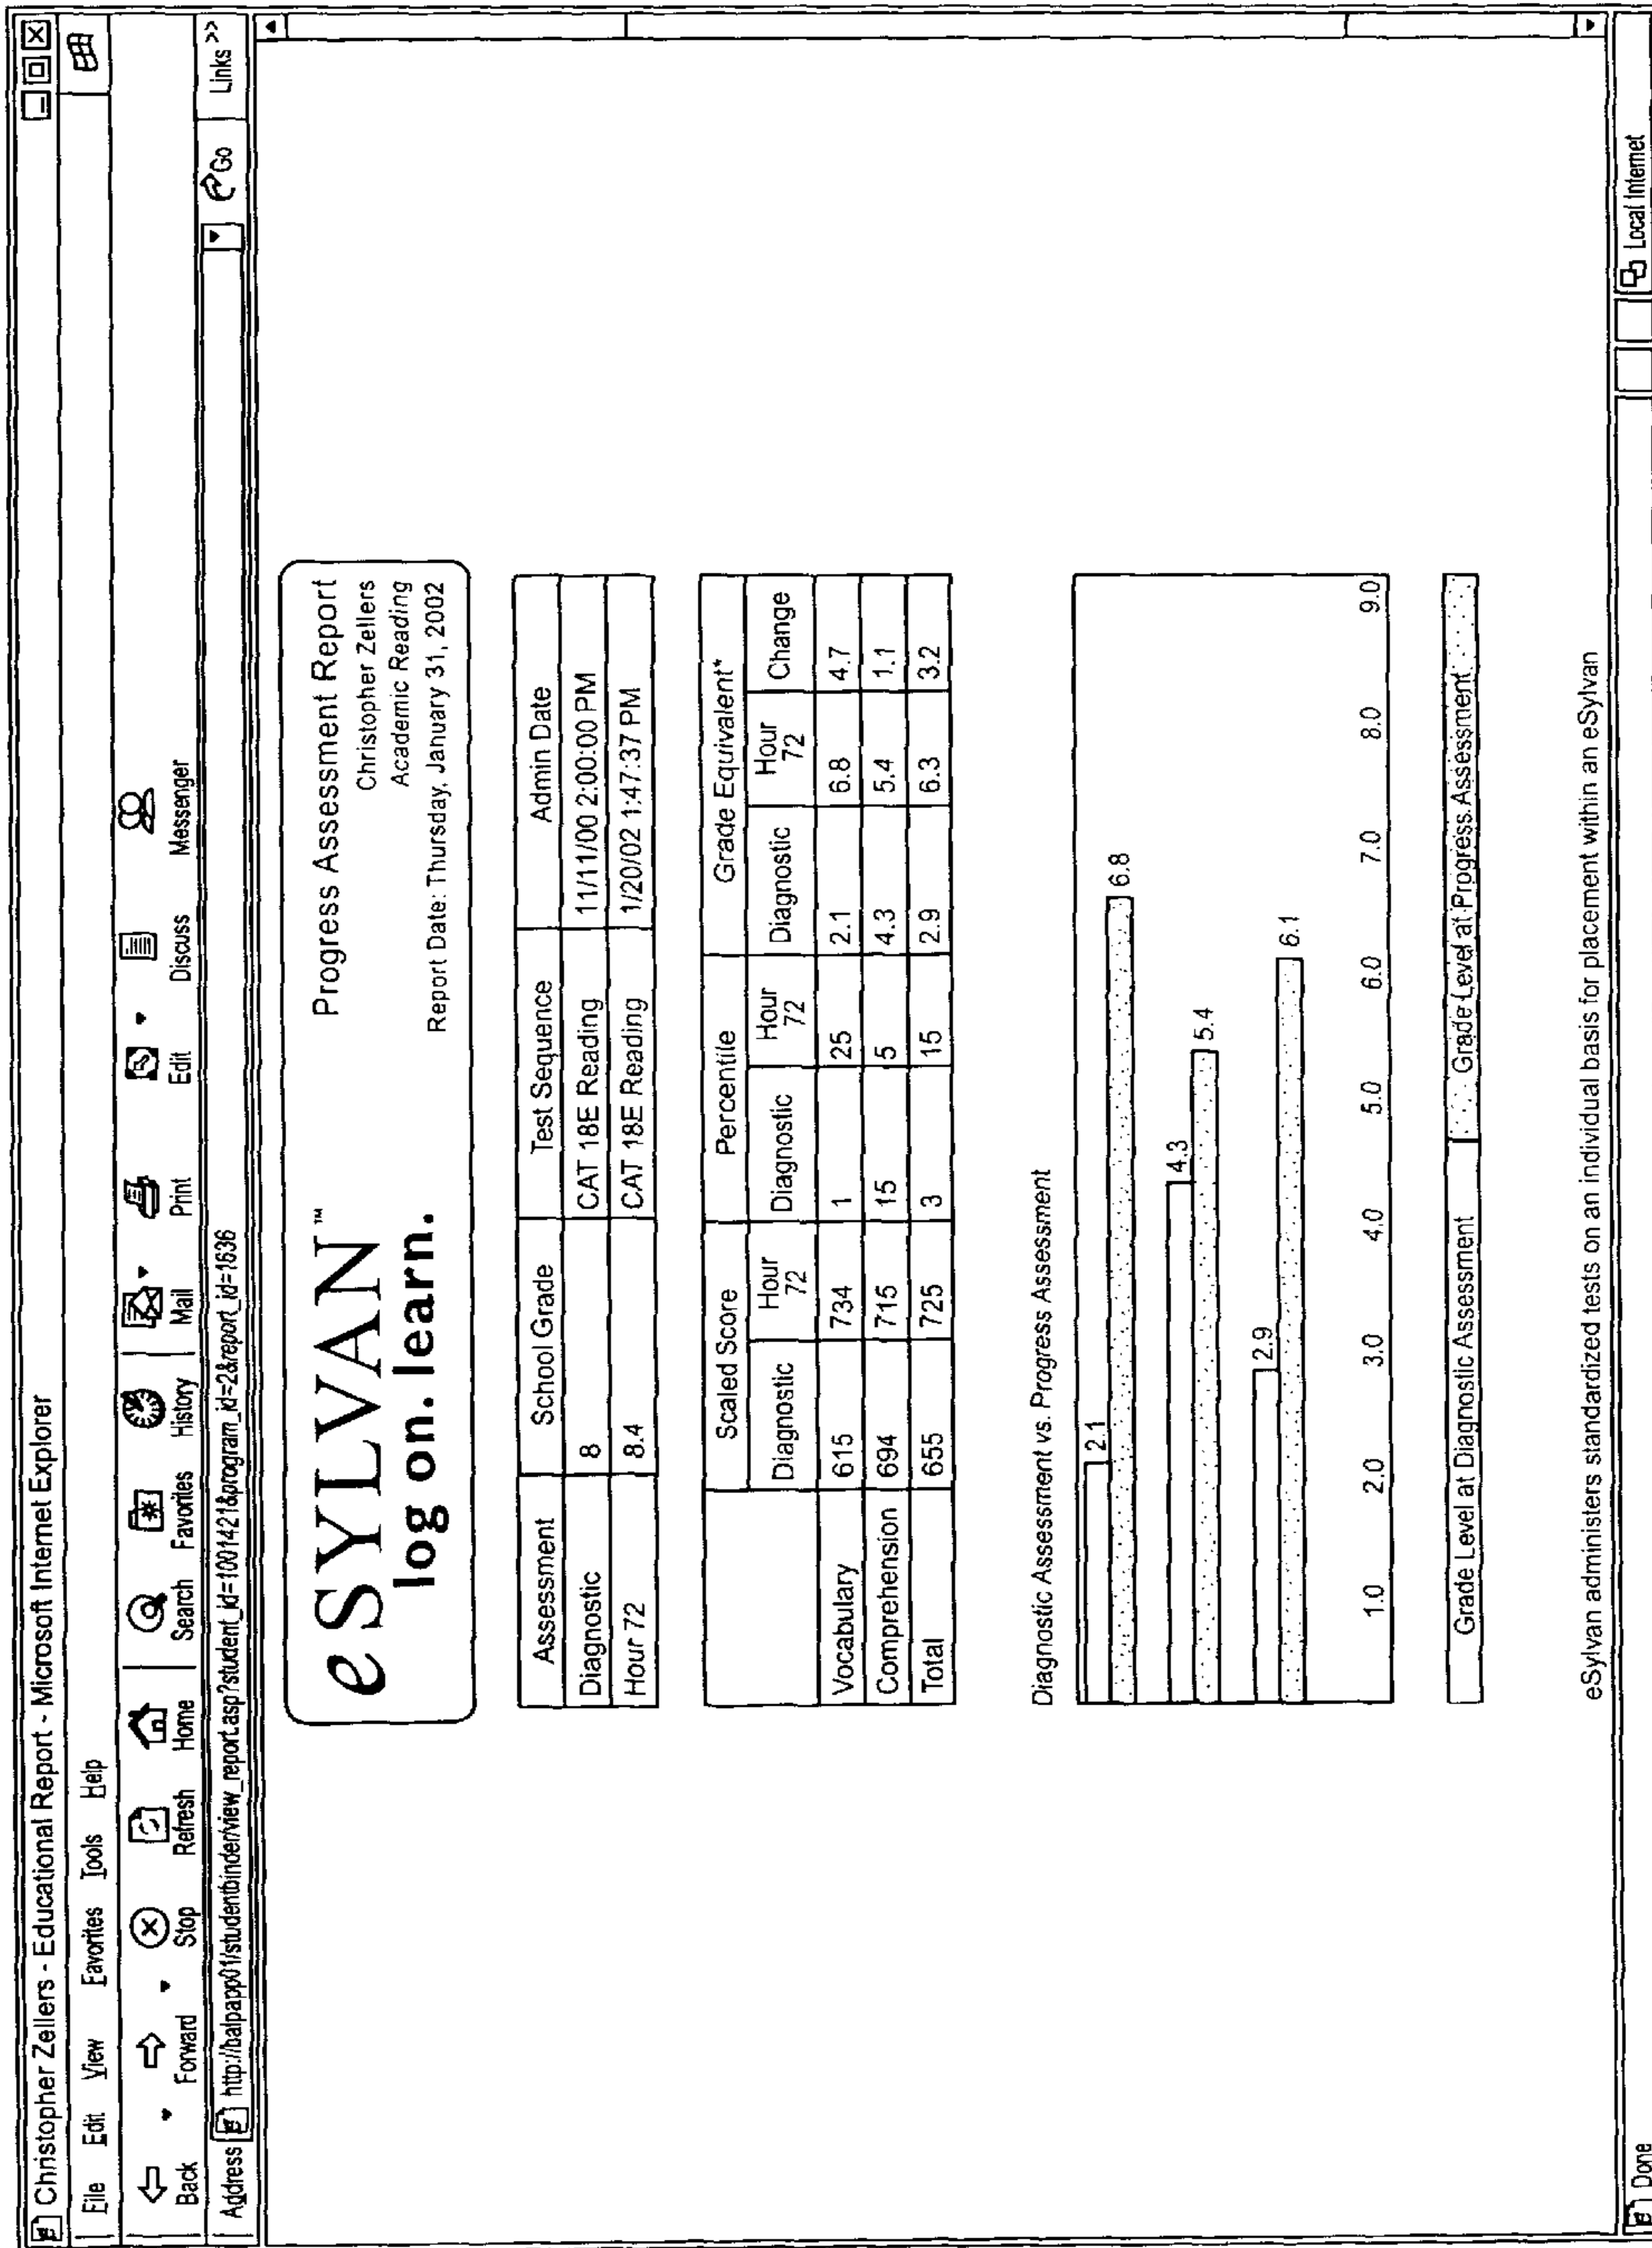 Christopher Zellers - Educational Report - Microsoft Internet Explorer
File Edit View Favorites Tools Help
Back Forward Stop Refresh Home Search Favorites History Mail Print Edit Discuss Messenger
Address http://balpapp01/studentbinder/view_report.asp?student_id=1001421&program_id=2&report_id=1636 Go Links >>
eSYLVAN™
log on. learn.
Progress Assessment Report
Christopher Zellers
Academic Reading
Report Date: Thursday, January 31, 2002
Assessment School Grade Test Sequence Admin Date
Diagnostic 8 CAT 18E Reading 11/11/00 2:00:00 PM
Hour 72 8.4 CAT 18E Reading 1/20/02 1:47:37 PM
Scaled Score Percentile Grade Equivalent*
Diagnostic Hour 72 Diagnostic Hour 72 Diagnostic Hour 72 Change
Vocabulary 615 734 1 25 2.1 6.8 4.7
Comprehension 694 715 15 5 4.3 5.4 1.1
Total 655 725 3 15 2.9 6.3 3.2
Diagnostic Assessment vs. Progress Assessment
2.1
6.8
4.3
5.4
2.9
6.1
1.0 2.0 3.0 4.0 5.0 6.0 7.0 8.0 9.0
Grade Level at Diagnostic Assessment Grade Level at Progress Assessment
eSylvan administers standardized tests on an individual basis for placement within an eSylvan
Done Local Internet